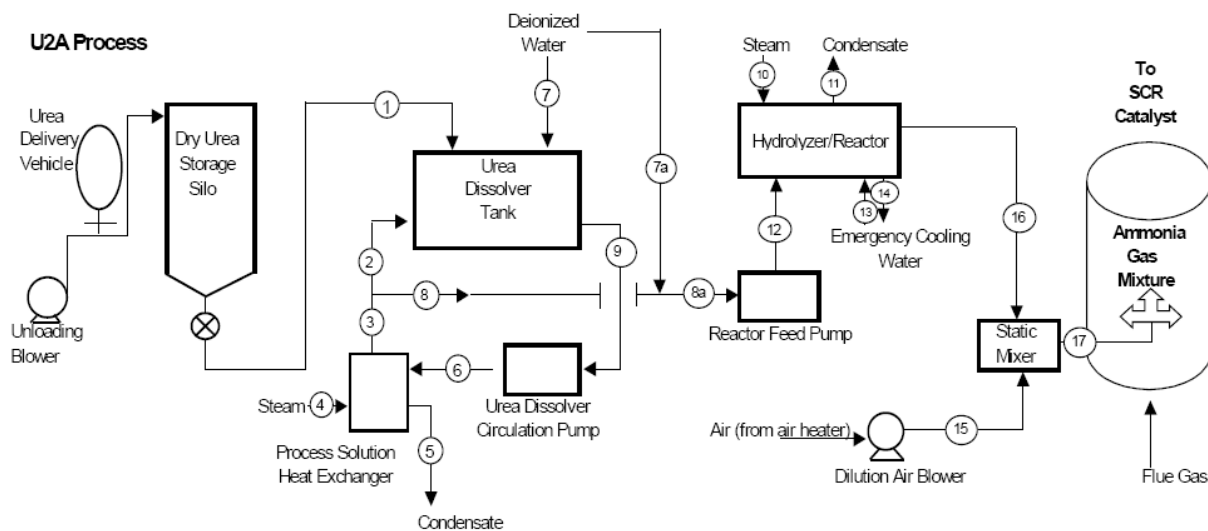 U2A Process
Urea
Delivery
Vehicle
Unloading
Blower
Dry Urea
Storage
Silo
1
Deionized
Water
7
Urea
Dissolver
Tank
2
8
3
9
Steam
4
Process Solution
Heat Exchanger
5
Condensate
6
Urea Dissolver
Circulation Pump
7a
8a
Reactor Feed Pump
Steam
10
Condensate
11
Hydrolyzer/Reactor
12
13
14
Emergency Cooling
Water
16
Static
Mixer
Air (from air heater)
15
Dilution Air Blower
17
To
SCR
Catalyst
Ammonia
Gas
Mixture
Flue Gas